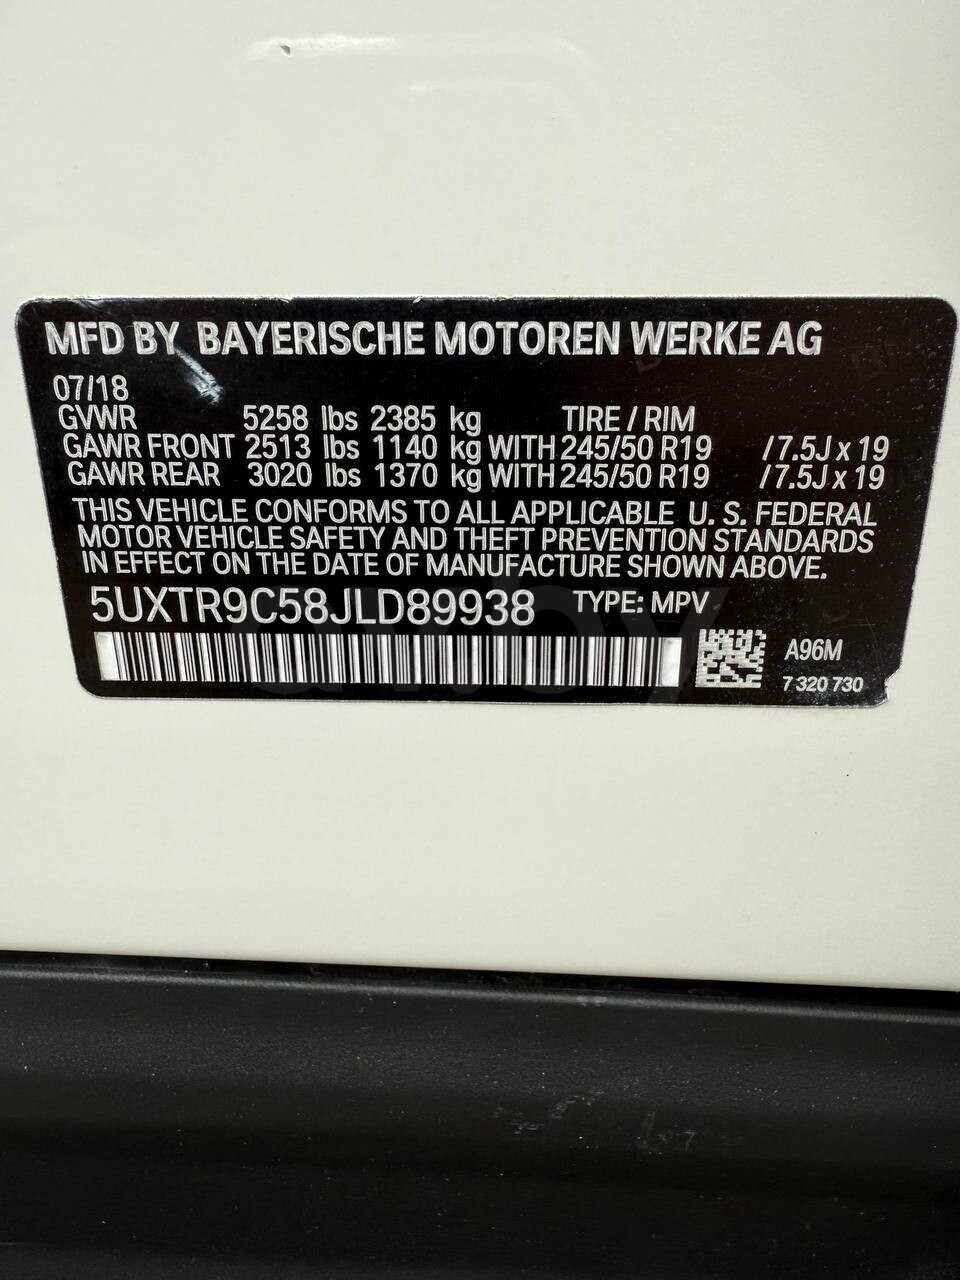 MFD BY BAYERISCHE MOTOREN WERKE AG
07/18
GVWR 5258 lbs 2385 kg TIRE / RIM
GAWR FRONT 2513 lbs 1140 kg WITH 245/50 R19 /7.5J x 19
GAWR REAR 3020 lbs 1370 kg WITH 245/50 R19 /7.5J x 19
THIS VEHICLE CONFORMS TO ALL APPLICABLE U. S. FEDERAL
MOTOR VEHICLE SAFETY AND THEFT PREVENTION STANDARDS
IN EFFECT ON THE DATE OF MANUFACTURE SHOWN ABOVE.
5UXTR9C58JLD89938 TYPE: MPV
A96M
7 320 730